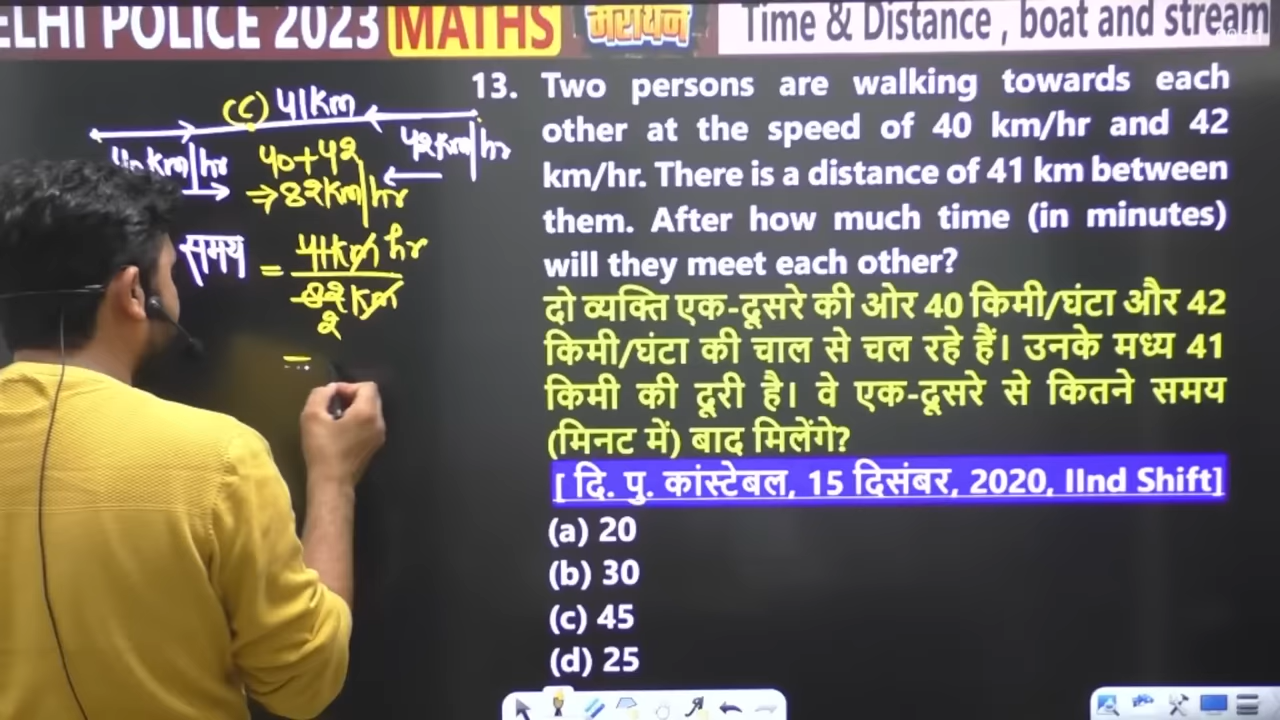 ELHI POLICE 2023 MATHS मैराथन Time & Distance , boat and stream
(c) 41km
40 km/hr 42km/hr
40+42
⇒ 82km/hr
समय = 41km hr
82km
2
=
13. Two persons are walking towards each
other at the speed of 40 km/hr and 42
km/hr. There is a distance of 41 km between
them. After how much time (in minutes)
will they meet each other?
दो व्यक्ति एक-दूसरे की ओर 40 किमी/घंटा और 42
किमी/घंटा की चाल से चल रहे हैं। उनके मध्य 41
किमी की दूरी है। वे एक-दूसरे से कितने समय
(मिनट में) बाद मिलेंगे?
[ दि. पु. कांस्टेबल, 15 दिसंबर, 2020, IInd Shift]
(a) 20
(b) 30
(c) 45
(d) 25